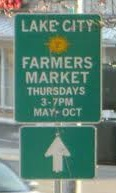 LAKE CITY
FARMERS
MARKET
THURSDAYS
3-7PM
MAY-OCT